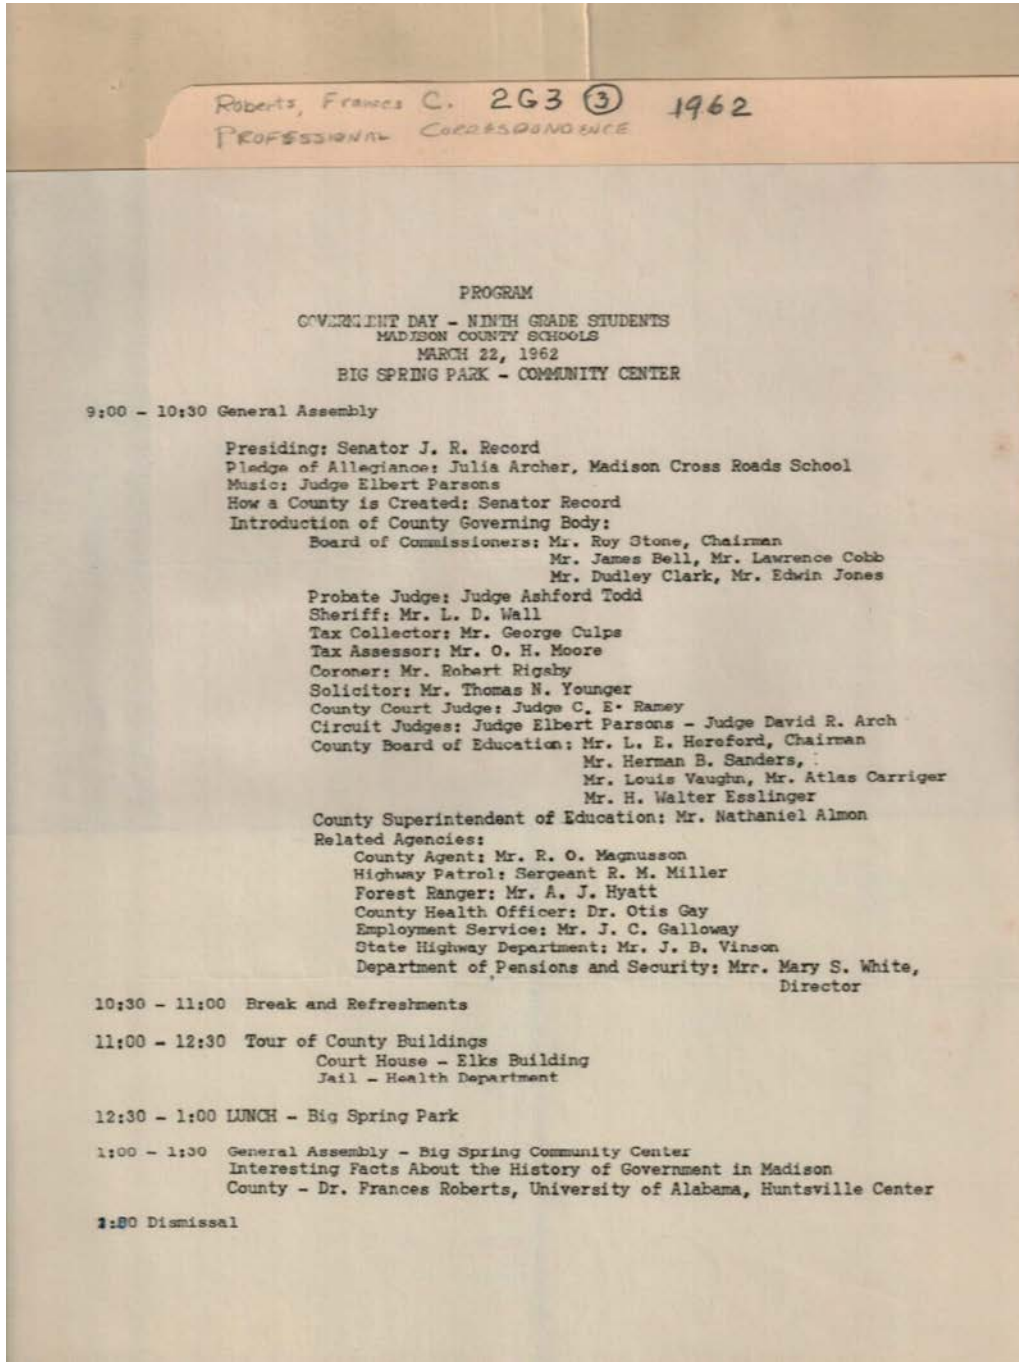 Roberts, Frances C. 2G3 ③ 1962
PROFESSIONAL CORRESPONDENCE
PROGRAM
GOVERNMENT DAY - NINTH GRADE STUDENTS
MADISON COUNTY SCHOOLS
MARCH 22, 1962
BIG SPRING PARK - COMMUNITY CENTER
9:00 - 10:30 General Assembly
Presiding: Senator J. R. Record
Pledge of Allegiance: Julia Archer, Madison Cross Roads School
Music: Judge Elbert Parsons
How a County is Created: Senator Record
Introduction of County Governing Body:
Board of Commissioners: Mr. Roy Stone, Chairman
Mr. James Bell, Mr. Lawrence Cobb
Mr. Dudley Clark, Mr. Edwin Jones
Probate Judge: Judge Ashford Todd
Sheriff: Mr. L. D. Wall
Tax Collector: Mr. George Culps
Tax Assessor: Mr. O. H. Moore
Coroner: Mr. Robert Rigsby
Solicitor: Mr. Thomas N. Younger
County Court Judge: Judge C. E. Ramey
Circuit Judges: Judge Elbert Parsons - Judge David R. Arch
County Board of Education: Mr. L. E. Hereford, Chairman
Mr. Herman B. Sanders,
Mr. Louis Vaughn, Mr. Atlas Carriger
Mr. H. Walter Esslinger
County Superintendent of Education: Mr. Nathaniel Almon
Related Agencies:
County Agent: Mr. R. O. Magnusson
Highway Patrol: Sergeant R. M. Miller
Forest Ranger: Mr. A. J. Hyatt
County Health Officer: Dr. Otis Gay
Employment Service: Mr. J. C. Galloway
State Highway Department: Mr. J. B. Vinson
Department of Pensions and Security: Mrr. Mary S. White,
Director
10:30 - 11:00 Break and Refreshments
11:00 - 12:30 Tour of County Buildings
Court House - Elks Building
Jail - Health Department
12:30 - 1:00 LUNCH - Big Spring Park
1:00 - 1:30 General Assembly - Big Spring Community Center
Interesting Facts About the History of Government in Madison
County - Dr. Frances Roberts, University of Alabama, Huntsville Center
Dismissal